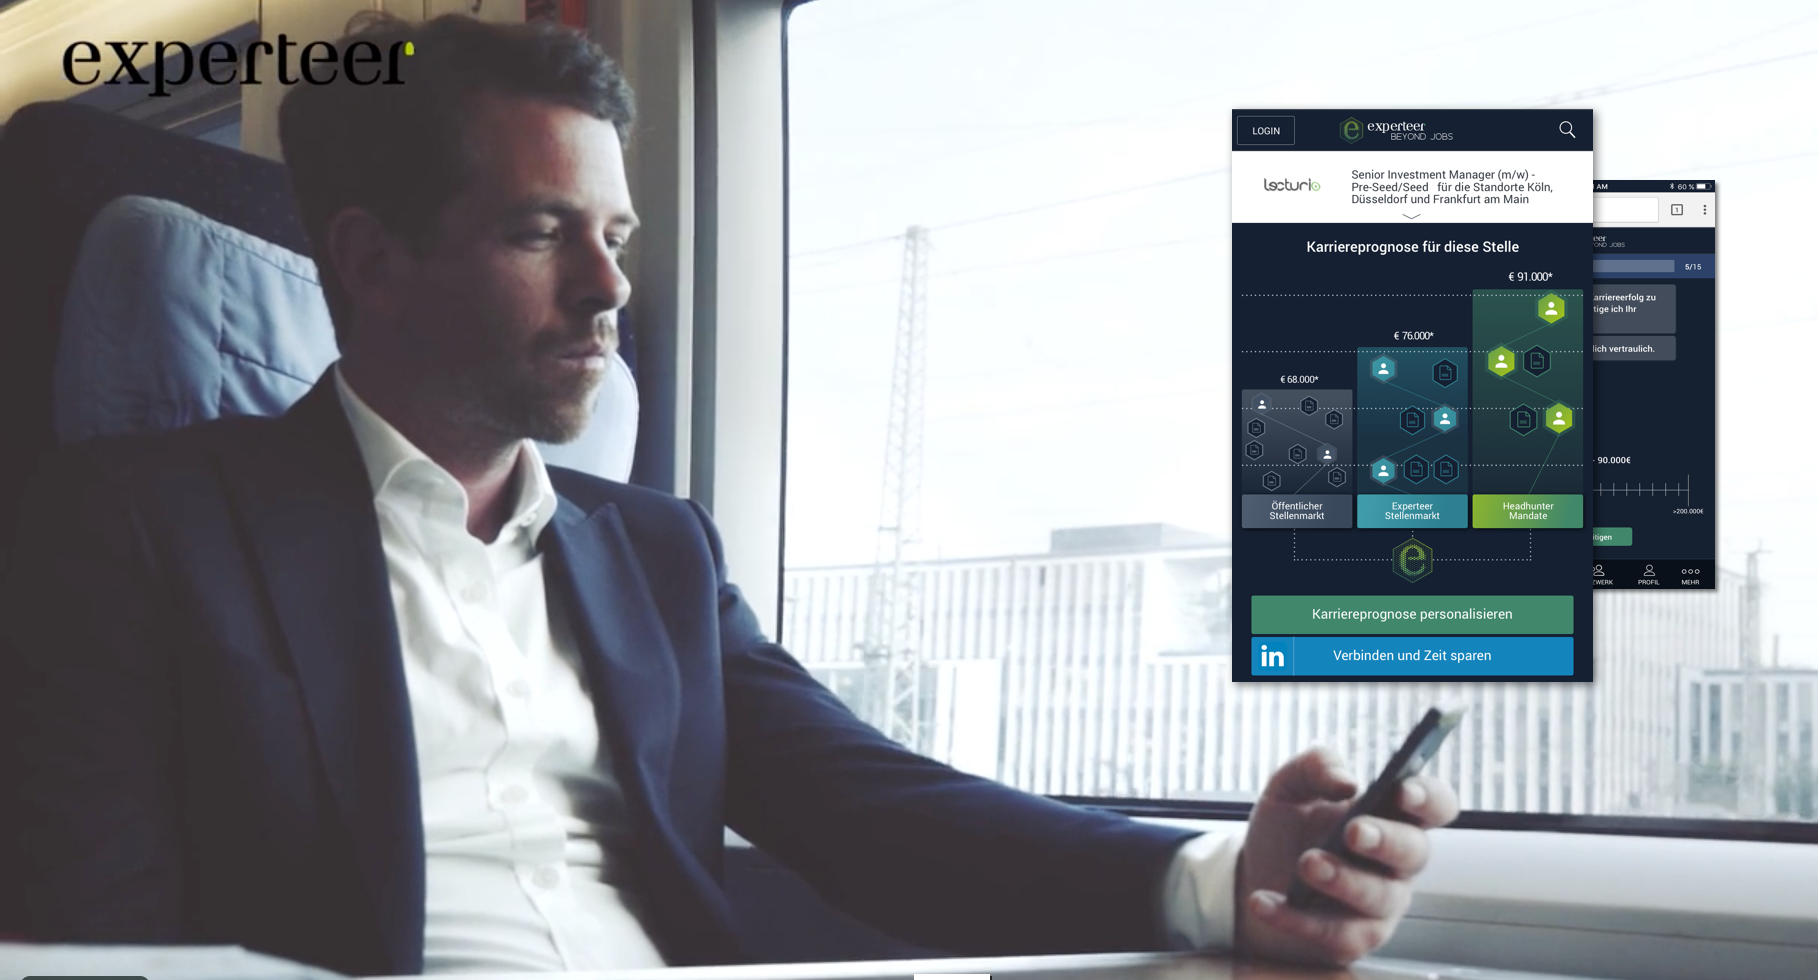 experteer
LOGIN
e experteer
BEYOND JOBS
lecturio
Senior Investment Manager (m/w) -
Pre-Seed/Seed für die Standorte Köln,
Düsseldorf und Frankfurt am Main
Karriereprognose für diese Stelle
€ 91.000*
€ 76.000*
€ 68.000*
Öffentlicher
Stellenmarkt
Experteer
Stellenmarkt
Headhunter
Mandate
e
Karriereprognose personalisieren
in Verbinden und Zeit sparen
AM
60 %
1
eer
OND JOBS
5/15
arriereerfolg zu
tige ich Ihr
lich vertraulich.
- 90.000€
>200.000€
tigen
ZWERK
PROFIL
MEHR